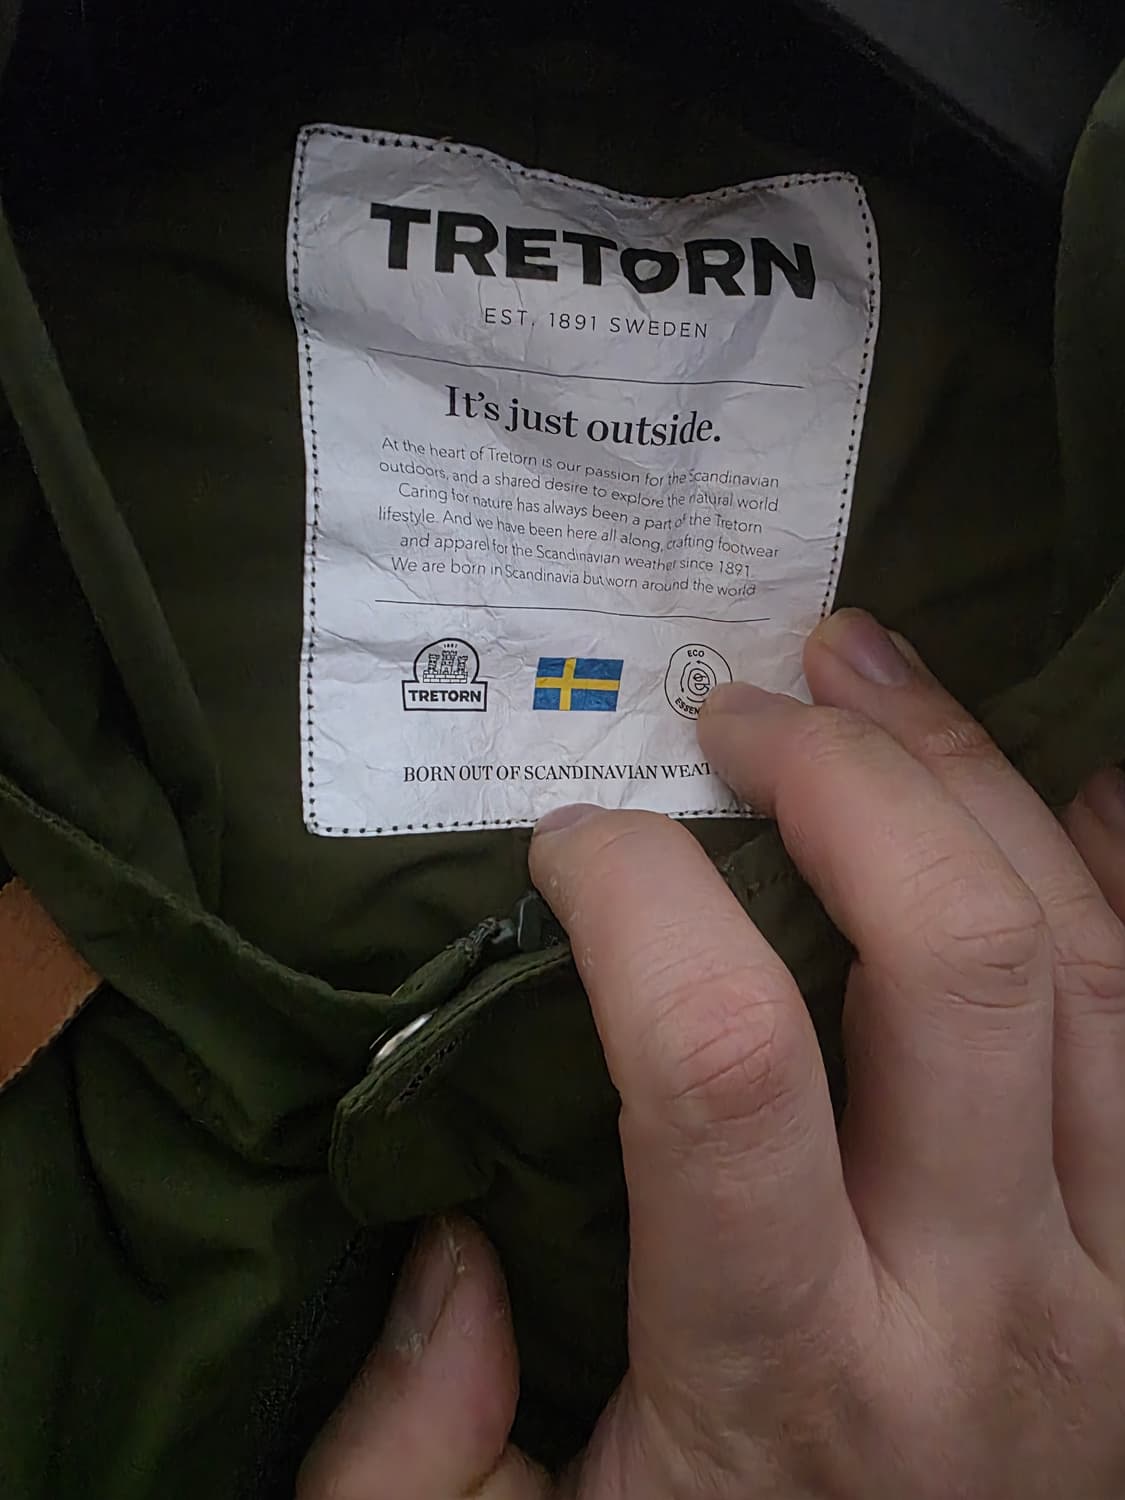 TRETORN
EST. 1891 SWEDEN
It's just outside.
At the heart of Tretorn is our passion for the Scandinavian
outdoors, and a shared desire to explore the natural world
Caring for nature has always been a part of the Tretorn
lifestyle. And we have been here all along, crafting footwear
and apparel for the Scandinavian weather since 1891.
We are born in Scandinavia but worn around the world
1891
TRETORN
ECO
BORN OUT OF SCANDINAVIAN